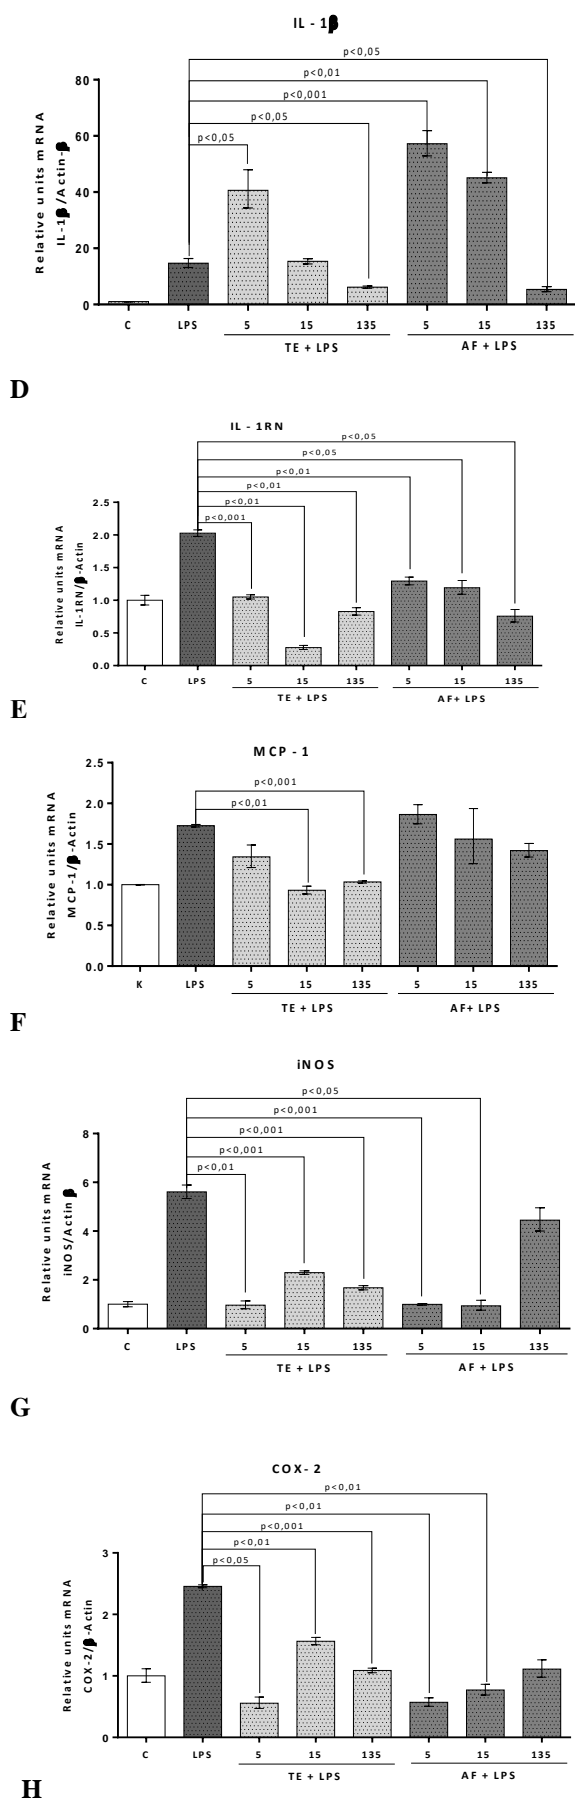 IL - 1β
p<0,05
p<0,01
p<0,001
p<0,05
p<0,05
Relative units mRNA
IL-1β/Actin-β
80
60
40
20
0
C LPS 5 15 135 5 15 135
TE + LPS AF + LPS
D
IL - 1RN
p<0,05
p<0,05
p<0,01
p<0,01
p<0,01
p<0,001
Relative units mRNA
IL-1RN/β-Actin
2.5
2.0
1.5
1.0
0.5
0.0
C LPS 5 15 135 5 15 135
TE + LPS AF+ LPS
E
MCP - 1
p<0,001
p<0,01
Relative units mRNA
MCP-1/β-Actin
2.5
2.0
1.5
1.0
0.5
0.0
K LPS 5 15 135 5 15 135
TE + LPS AF+ LPS
F
iNOS
p<0,05
p<0,001
p<0,001
p<0,001
p<0,01
Relative units mRNA
iNOS/Actin β
8
6
4
2
0
C LPS 5 15 135 5 15 135
TE + LPS AF + LPS
G
COX- 2
p<0,01
p<0,01
p<0,001
p<0,01
p<0,05
Relative units mRNA
COX-2/β-Actin
3
2
1
0
C LPS 5 15 135 5 15 135
TE + LPS AF + LPS
H